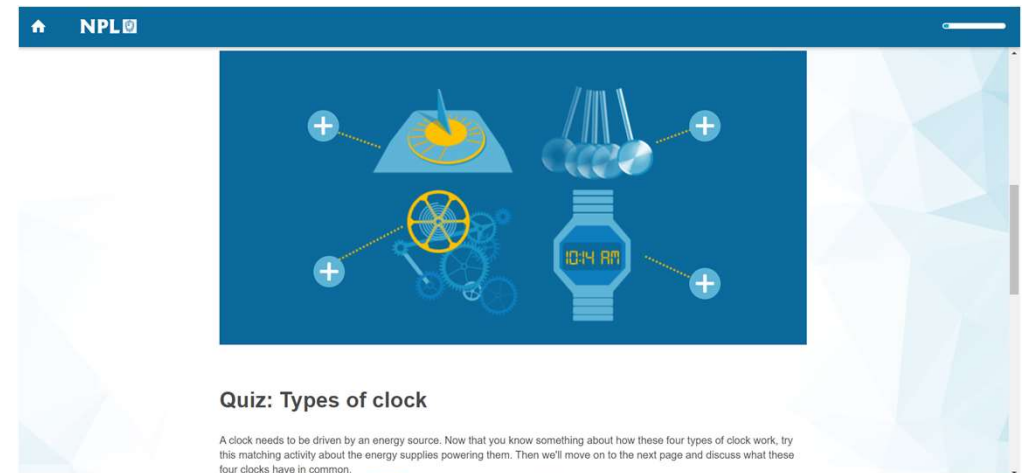 NPL
10:14 AM
Quiz: Types of clock
A clock needs to be driven by an energy source. Now that you know something about how these four types of clock work, try
this matching activity about the energy supplies powering them. Then we'll move on to the next page and discuss what these
four clocks have in common.